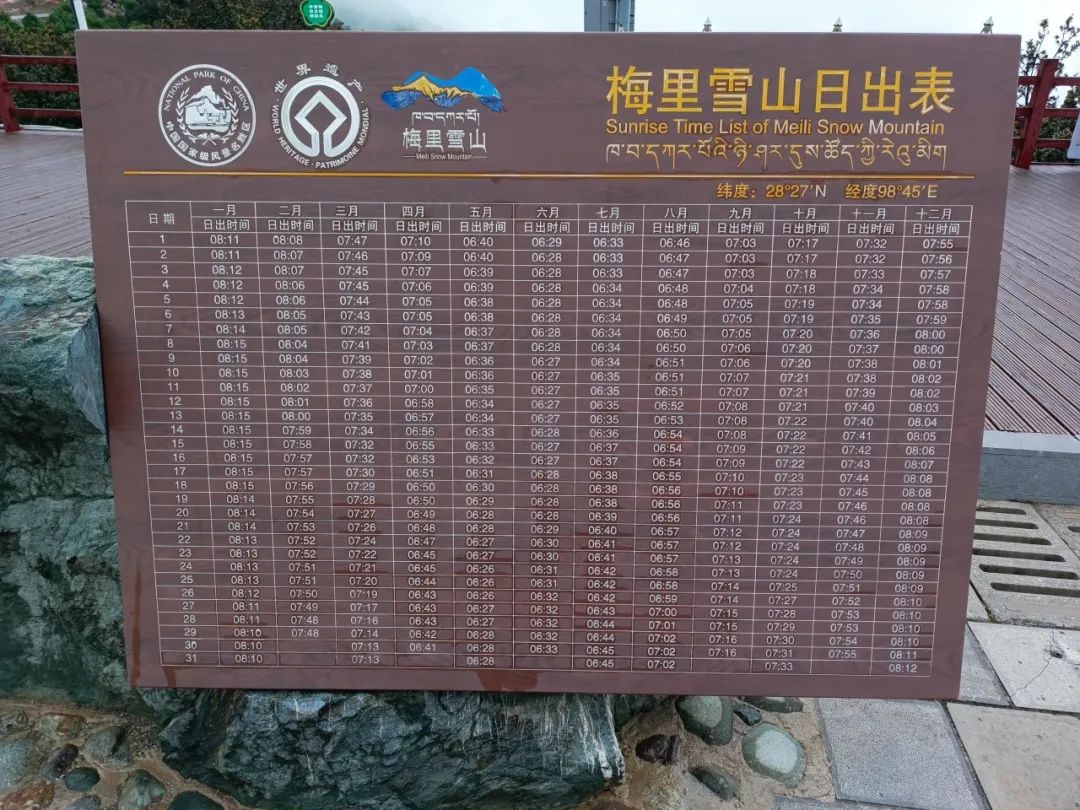 NATIONAL PARK OF CHINA
中国国家级风景名胜区
世界遗产
WORLD HERITAGE · PATRIMOINE MONDIAL
ཁ་བ་དཀར་པོ།
梅里雪山
Meili Snow Mountain
梅里雪山日出表
Sunrise Time List of Meili Snow Mountain
ཁ་བ་དཀར་པོའི་ཉི་ཤར་དུས་ཚོད་ཀྱི་རེའུ་མིག
纬度：28°27′N 经度98°45′E
日期 一月 二月 三月 四月 五月 六月 七月 八月 九月 十月 十一月 十二月
日出时间 日出时间 日出时间 日出时间 日出时间 日出时间 日出时间 日出时间 日出时间 日出时间 日出时间 日出时间
1 08:11 08:08 07:47 07:10 06:40 06:29 06:33 06:46 07:03 07:17 07:32 07:55
2 08:11 08:07 07:46 07:09 06:40 06:28 06:33 06:47 07:03 07:17 07:32 07:56
3 08:12 08:07 07:45 07:07 06:39 06:28 06:33 06:47 07:03 07:18 07:33 07:57
4 08:12 08:06 07:45 07:06 06:39 06:28 06:34 06:48 07:04 07:18 07:34 07:58
5 08:12 08:06 07:44 07:05 06:38 06:28 06:34 06:48 07:05 07:19 07:34 07:58
6 08:13 08:05 07:43 07:05 06:38 06:28 06:34 06:49 07:05 07:19 07:35 07:59
7 08:14 08:05 07:42 07:04 06:37 06:28 06:34 06:50 07:05 07:20 07:36 08:00
8 08:15 08:04 07:41 07:03 06:37 06:28 06:34 06:50 07:06 07:20 07:37 08:00
9 08:15 08:04 07:39 07:02 06:36 06:27 06:34 06:51 07:06 07:20 07:38 08:01
10 08:15 08:03 07:38 07:01 06:36 06:27 06:35 06:51 07:07 07:21 07:38 08:02
11 08:15 08:02 07:37 07:00 06:35 06:27 06:35 06:51 07:07 07:21 07:39 08:02
12 08:15 08:01 07:36 06:58 06:34 06:27 06:35 06:52 07:08 07:21 07:40 08:03
13 08:15 08:00 07:35 06:57 06:34 06:27 06:35 06:53 07:08 07:22 07:40 08:04
14 08:15 07:59 07:34 06:56 06:33 06:28 06:36 06:54 07:08 07:22 07:41 08:05
15 08:15 07:58 07:32 06:55 06:33 06:27 06:37 06:54 07:09 07:22 07:42 08:06
16 08:15 07:57 07:32 06:53 06:32 06:27 06:37 06:54 07:09 07:22 07:43 08:07
17 08:15 07:57 07:30 06:51 06:31 06:28 06:38 06:55 07:10 07:23 07:44 08:08
18 08:15 07:56 07:29 06:50 06:30 06:28 06:38 06:56 07:10 07:23 07:45 08:08
19 08:14 07:55 07:28 06:50 06:29 06:28 06:38 06:56 07:11 07:23 07:46 08:08
20 08:14 07:54 07:27 06:49 06:28 06:28 06:39 06:56 07:11 07:24 07:46 08:08
21 08:14 07:53 07:26 06:48 06:28 06:29 06:40 06:57 07:12 07:24 07:47 08:09
22 08:13 07:52 07:24 06:47 06:27 06:30 06:41 06:57 07:12 07:24 07:48 08:09
23 08:13 07:52 07:22 06:45 06:27 06:30 06:41 06:57 07:13 07:24 07:49 08:09
24 08:13 07:51 07:21 06:45 06:26 06:31 06:42 06:58 07:13 07:24 07:50 08:09
25 08:13 07:51 07:20 06:44 06:26 06:31 06:42 06:58 07:14 07:25 07:51 08:09
26 08:12 07:50 07:19 06:43 06:26 06:32 06:42 06:59 07:14 07:27 07:52 08:10
27 08:11 07:49 07:17 06:43 06:27 06:32 06:43 07:00 07:15 07:28 07:53 08:10
28 08:11 07:48 07:16 06:43 06:27 06:32 06:44 07:01 07:15 07:29 07:53 08:10
29 08:10 07:48 07:14 06:42 06:28 06:32 06:44 07:02 07:16 07:30 07:54 08:10
30 08:10 07:13 06:41 06:28 06:33 06:45 07:02 07:16 07:31 07:55 08:11
31 08:10 07:13 06:28 06:45 07:02 07:33 08:12